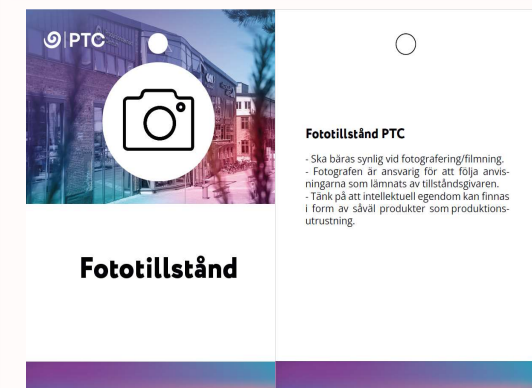 PTC
Fototillstånd
Fototillstånd PTC
- Ska bäras synlig vid fotografering/filmning.
- Fotografen är ansvarig för att följa anvis-
ningarna som lämnats av tillståndsgivaren.
- Tänk på att intellektuell egendom kan finnas
i form av såväl produkter som produktions-
utrustning.